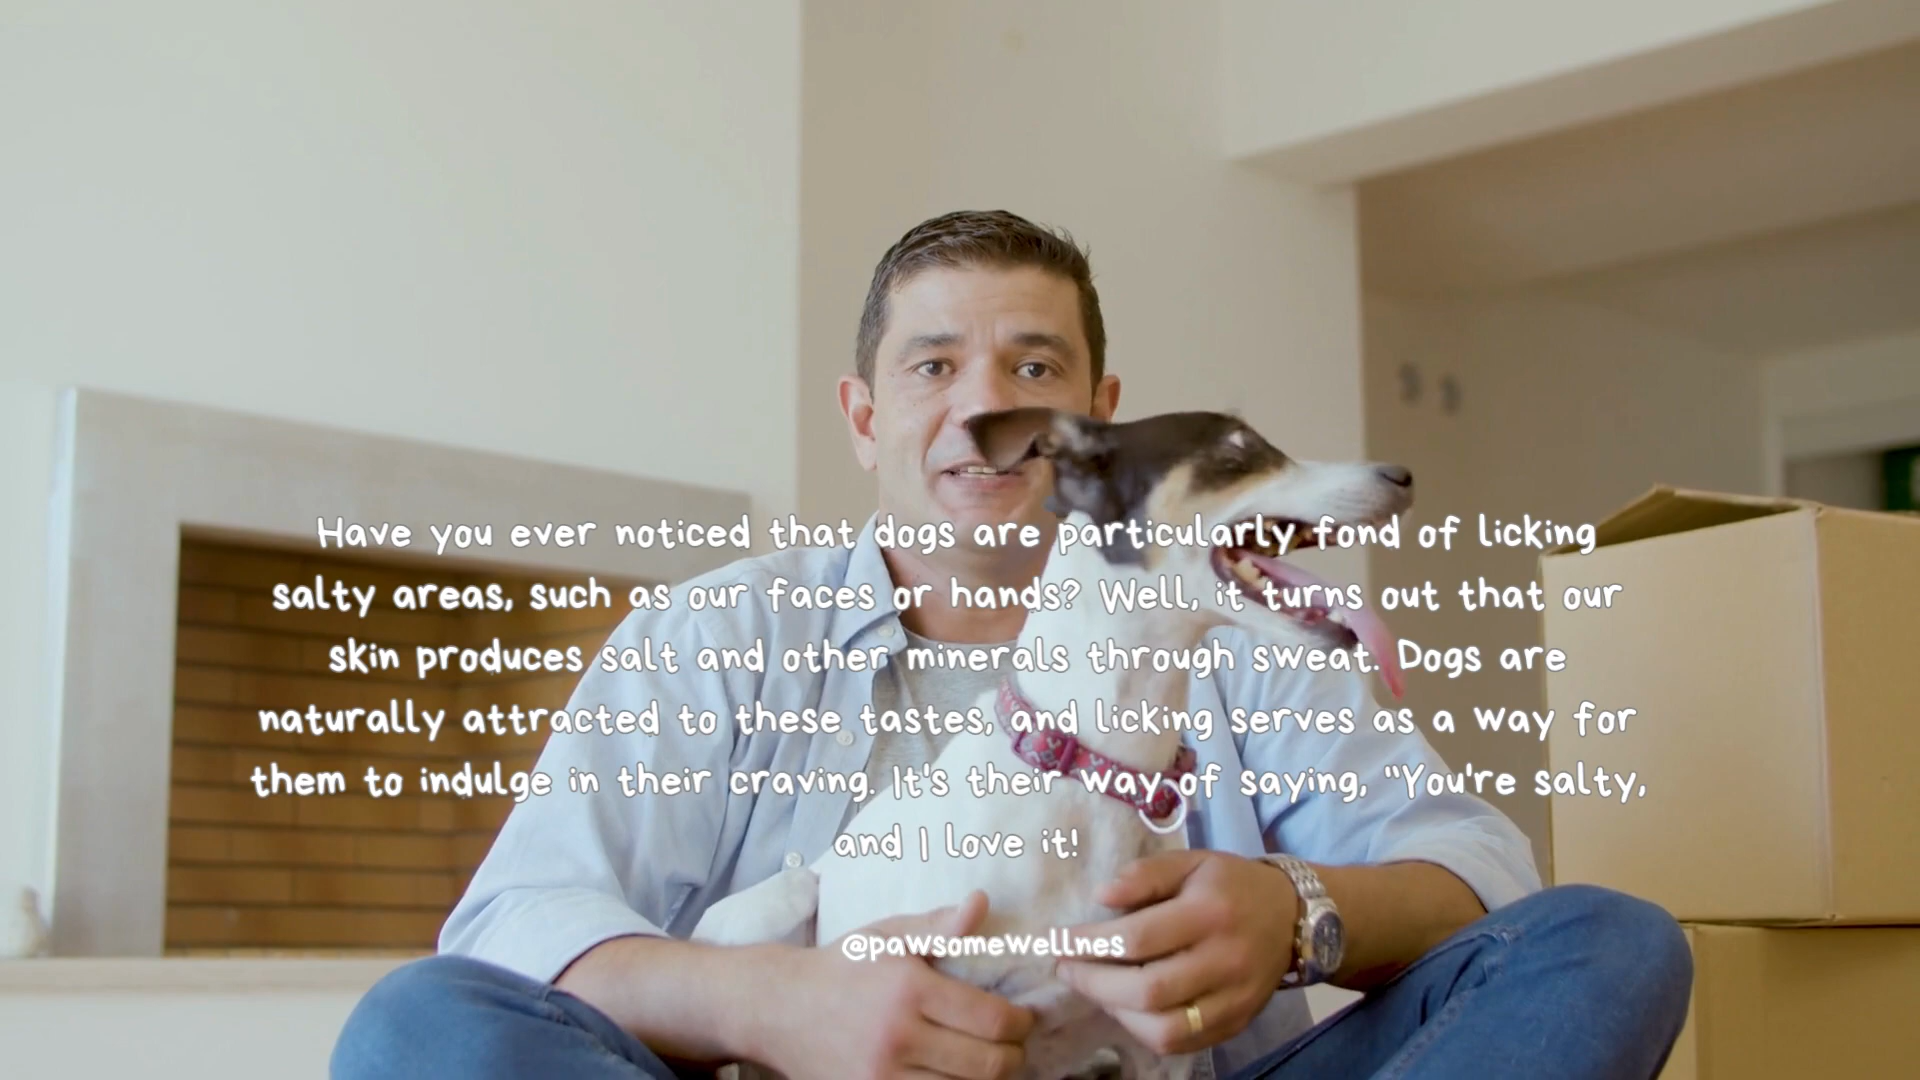 Have you ever noticed that dogs are particularly fond of licking
salty areas, such as our faces or hands? Well, it turns out that our
skin produces salt and other minerals through sweat. Dogs are
naturally attracted to these tastes, and licking serves as a way for
them to indulge in their craving. It's their way of saying, "You're salty,
and I love it!
@pawsomewellnes